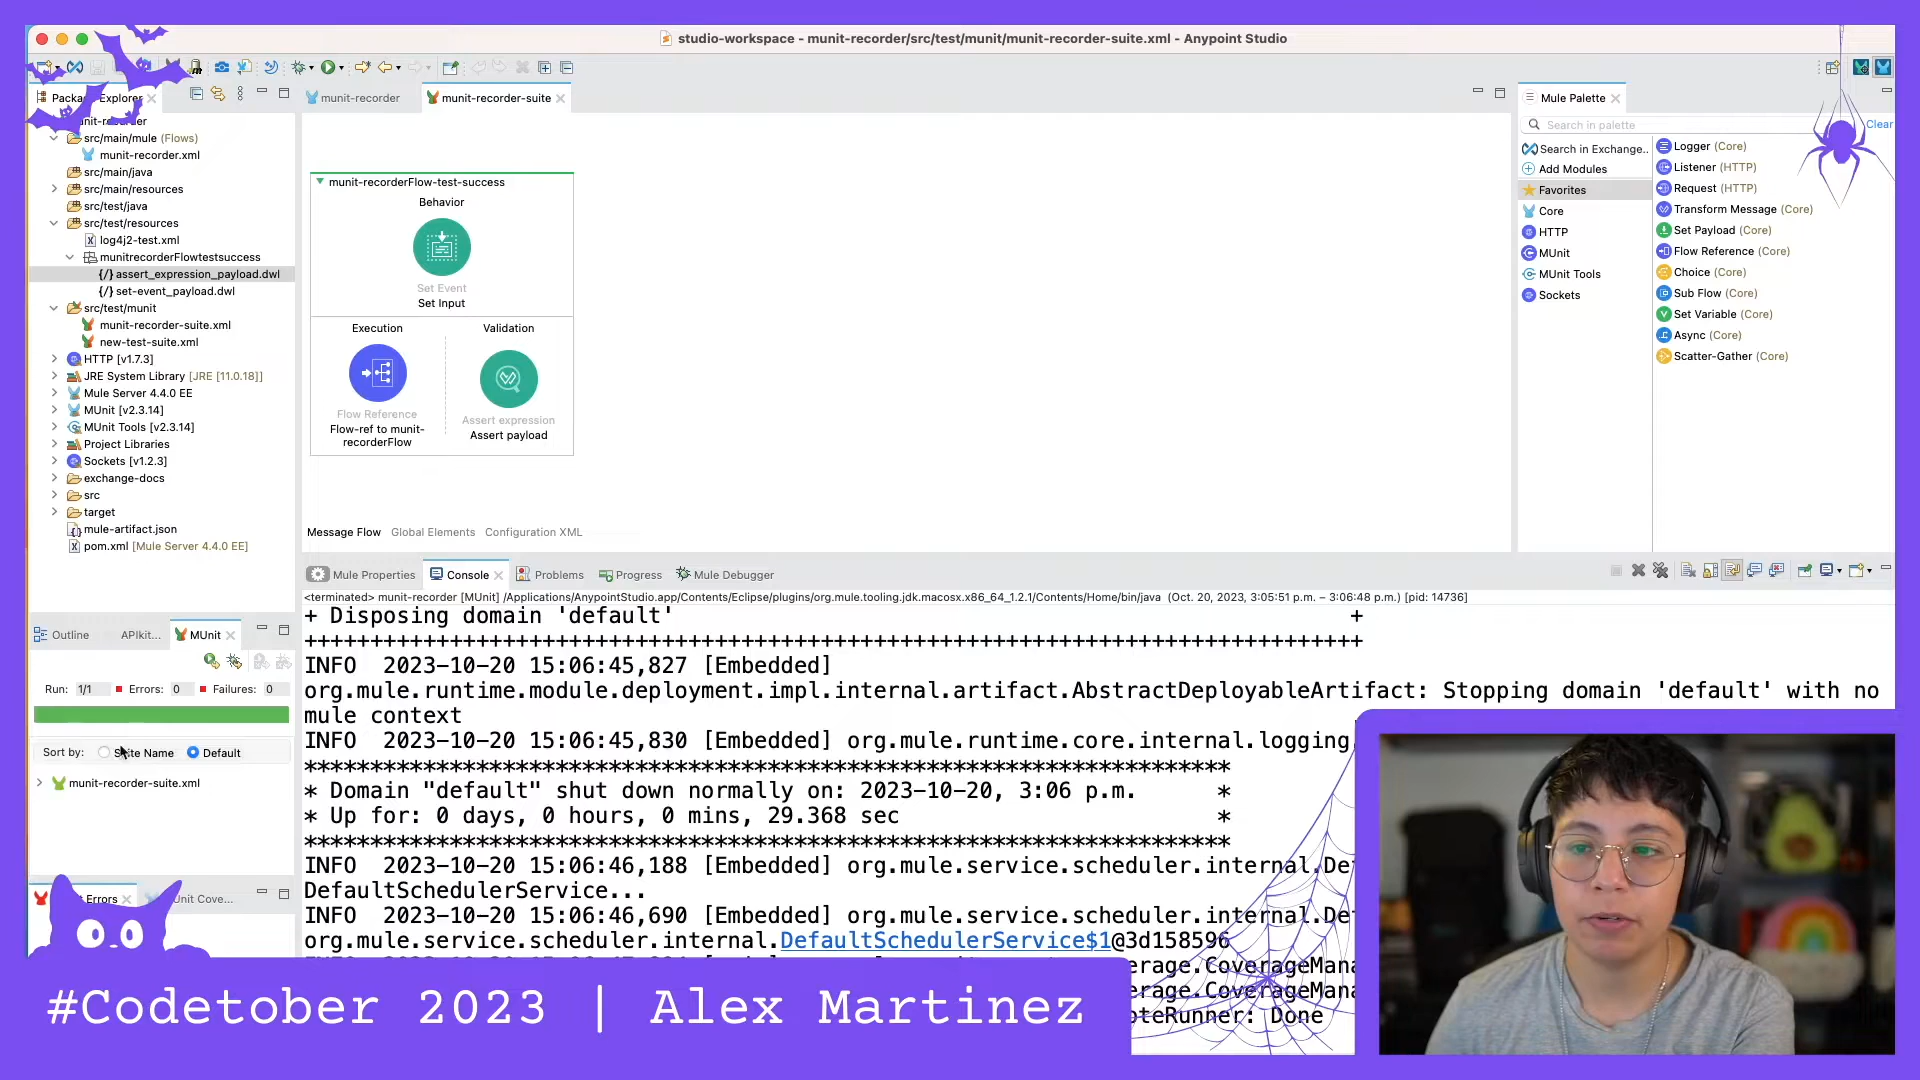 studio-workspace - munit-recorder/src/test/munit/munit-recorder-suite.xml - Anypoint Studio
Explorer
munit-recorder
munit-recorder-suite
Mule Palette
src/main/mule (Flows)
munit-recorder.xml
src/main/java
src/main/resources
src/test/java
src/test/resources
log4j2-test.xml
munitrecorderFlowtestsuccess
assert_expression_payload.dwl
set-event_payload.dwl
src/test/munit
munit-recorder-suite.xml
new-test-suite.xml
HTTP [v1.7.3]
JRE System Library [JRE [11.0.18]]
Mule Server 4.4.0 EE
MUnit [v2.3.14]
MUnit Tools [v2.3.14]
Project Libraries
Sockets [v1.2.3]
exchange-docs
src
target
mule-artifact.json
pom.xml [Mule Server 4.4.0 EE]
munit-recorderFlow-test-success
Behavior
Set Event
Set Input
Execution
Validation
Flow Reference
Flow-ref to munit-
recorderFlow
Assert expression
Assert payload
Message Flow
Global Elements
Configuration XML
Search in palette
Clear
Search in Exchange..
Add Modules
Favorites
Core
HTTP
MUnit
MUnit Tools
Sockets
Logger (Core)
Listener (HTTP)
Request (HTTP)
Transform Message (Core)
Set Payload (Core)
Flow Reference (Core)
Choice (Core)
Sub Flow (Core)
Set Variable (Core)
Async (Core)
Scatter-Gather (Core)
Outline
APIkit...
MUnit
Run: 1/1
Errors: 0
Failures: 0
Sort by:
Name
Default
munit-recorder-suite.xml
Errors
Unit Cove...
Mule Properties
Console
Problems
Progress
Mule Debugger
<terminated> munit-recorder [MUnit] /Applications/AnypointStudio.app/Contents/Eclipse/plugins/org.mule.tooling.jdk.macosx.x86_64_1.2.1/Contents/Home/bin/java (Oct. 20, 2023, 3:05:51 p.m. – 3:06:48 p.m.) [pid: 14736]
+ Disposing domain 'default' +
++++++++++++++++++++++++++++++++++++++++++++++++++++++++++++++++++++++++++++++++
INFO 2023-10-20 15:06:45,827 [Embedded]
org.mule.runtime.module.deployment.impl.internal.artifact.AbstractDeployableArtifact: Stopping domain 'default' with no
mule context
INFO 2023-10-20 15:06:45,830 [Embedded] org.mule.runtime.core.internal.logging.
**********************************************************************
* Domain "default" shut down normally on: 2023-10-20, 3:06 p.m. *
* Up for: 0 days, 0 hours, 0 mins, 29.368 sec *
**********************************************************************
INFO 2023-10-20 15:06:46,188 [Embedded] org.mule.service.scheduler.internal.Def
DefaultSchedulerService...
INFO 2023-10-20 15:06:46,690 [Embedded] org.mule.service.scheduler.internal.Def
org.mule.service.scheduler.internal.DefaultSchedulerService$1@3d158596
erage.CoverageMana
erage.CoverageMana
oteRunner: Done
#Codetober 2023 | Alex Martinez